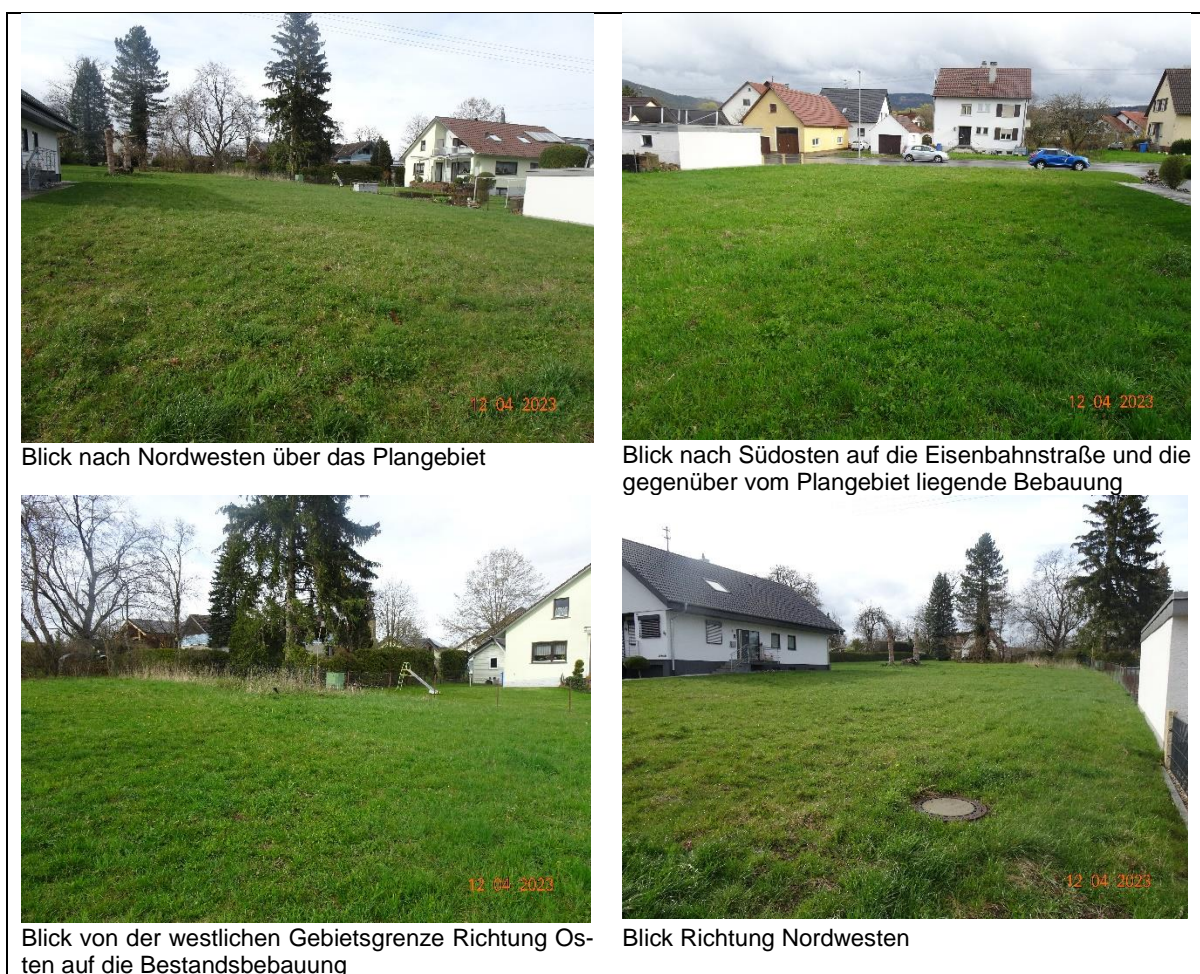 12 04 2023
12 04 2023
Blick nach Nordwesten über das Plangebiet
Blick nach Südosten auf die Eisenbahnstraße und die
gegenüber vom Plangebiet liegende Bebauung
12 04 2023
12 04 2023
Blick von der westlichen Gebietsgrenze Richtung Os-
ten auf die Bestandsbebauung
Blick Richtung Nordwesten